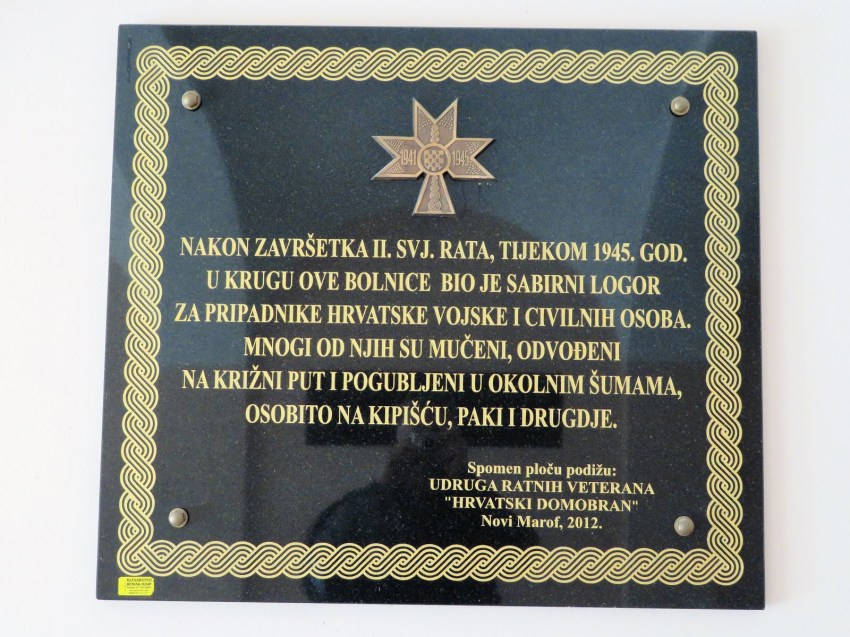 1941 1945
NAKON ZAVRŠETKA II. SVJ. RATA, TIJEKOM 1945. GOD.
U KRUGU OVE BOLNICE BIO JE SABIRNI LOGOR
ZA PRIPADNIKE HRVATSKE VOJSKE I CIVILNIH OSOBA.
MNOGI OD NJIH SU MUČENI, ODVOĐENI
NA KRIŽNI PUT I POGUBLJENI U OKOLNIM ŠUMAMA,
OSOBITO NA KIPIŠĆU, PAKI I DRUGDJE.
Spomen ploču podižu:
UDRUGA RATNIH VETERANA
"HRVATSKI DOMOBRAN"
Novi Marof, 2012.